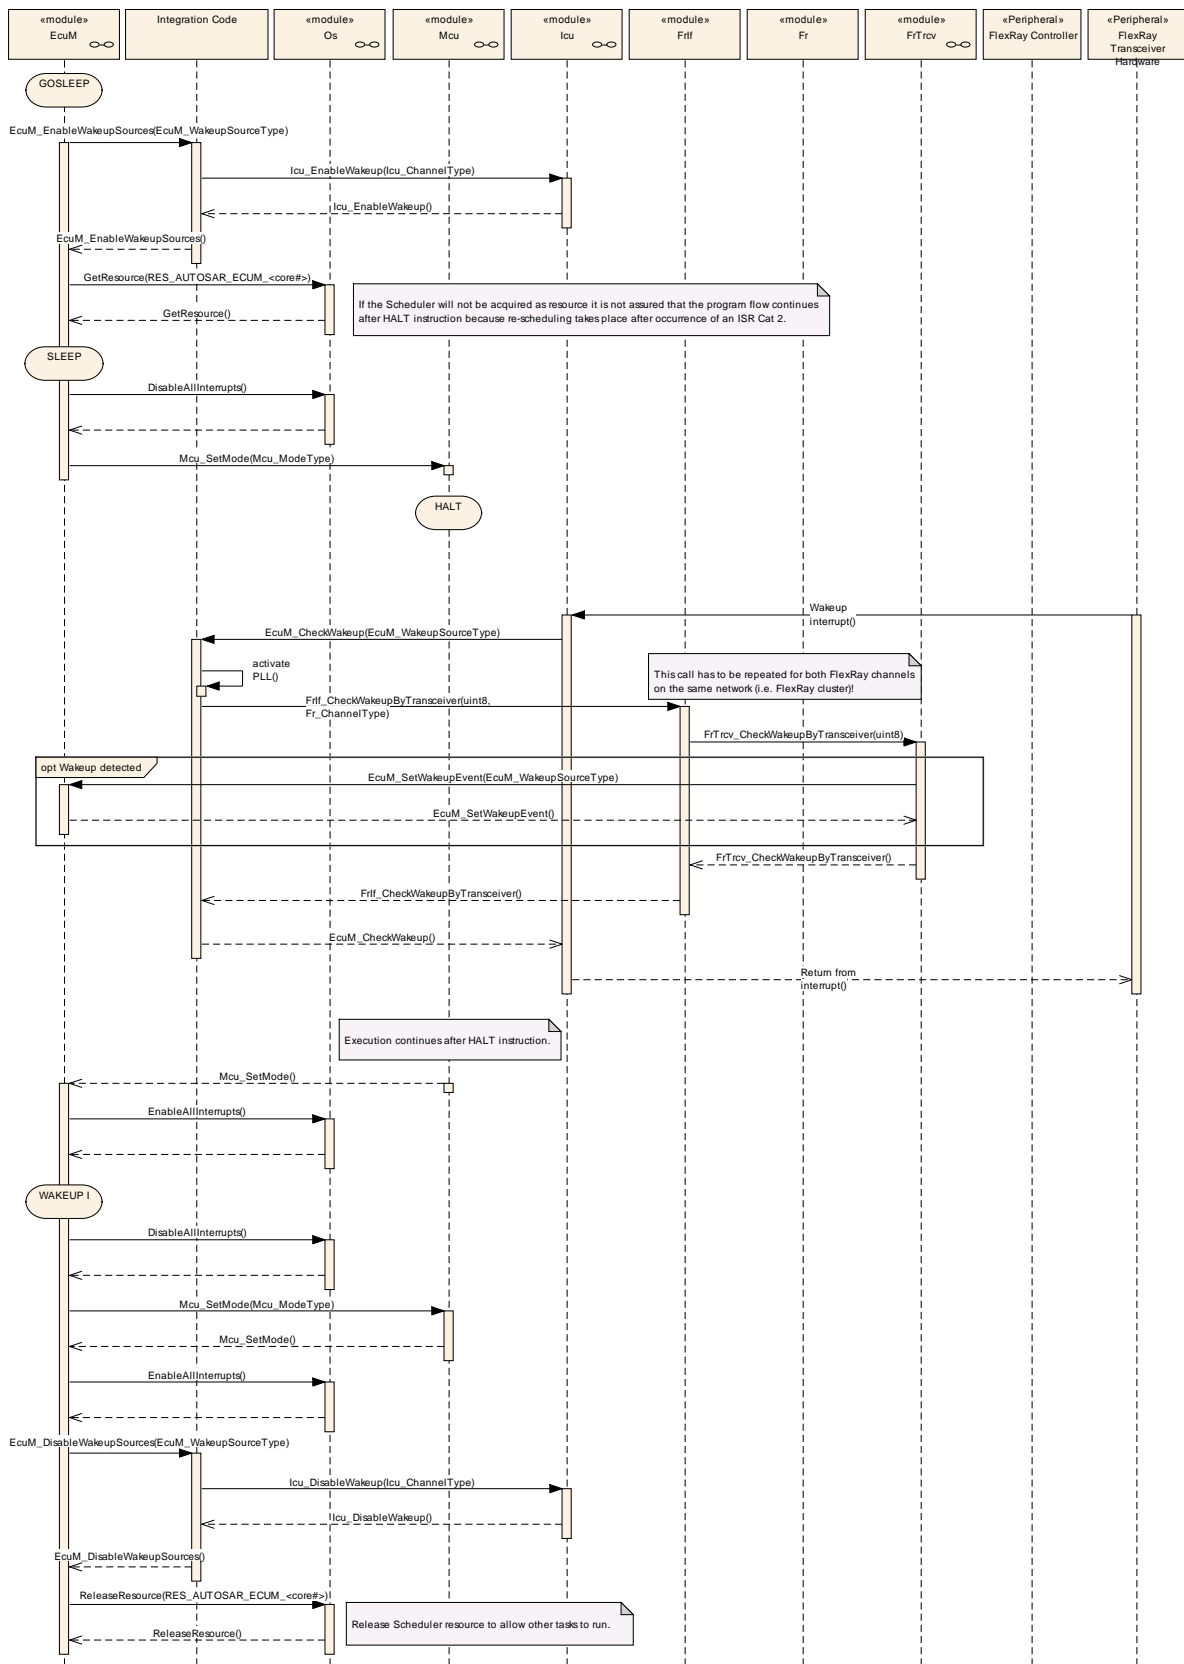 «module»
EcuM
Integration Code
«module»
Os
«module»
Mcu
«module»
Icu
«module»
FrIf
«module»
Fr
«module»
FrTrcv
«Peripheral»
FlexRay Controller
«Peripheral»
FlexRay
Transceiver
Hardware
GOSLEEP
EcuM_EnableWakeupSources(EcuM_WakeupSourceType)
Icu_EnableWakeup(Icu_ChannelType)
Icu_EnableWakeup()
EcuM_EnableWakeupSources()
GetResource(RES_AUTOSAR_ECUM_<core#>)
If the Scheduler will not be acquired as resource it is not assured that the program flow continues
after HALT instruction because re-scheduling takes place after occurrence of an ISR Cat 2.
GetResource()
SLEEP
DisableAllInterrupts()
Mcu_SetMode(Mcu_ModeType)
HALT
Wakeup
interrupt()
EcuM_CheckWakeup(EcuM_WakeupSourceType)
activate
PLL()
This call has to be repeated for both FlexRay channels
on the same network (i.e. FlexRay cluster)!
FrIf_CheckWakeupByTransceiver(uint8,
Fr_ChannelType)
FrTrcv_CheckWakeupByTransceiver(uint8)
opt Wakeup detected
EcuM_SetWakeupEvent(EcuM_WakeupSourceType)
EcuM_SetWakeupEvent()
FrTrcv_CheckWakeupByTransceiver()
FrIf_CheckWakeupByTransceiver()
EcuM_CheckWakeup()
Return from
interrupt()
Execution continues after HALT instruction.
Mcu_SetMode()
EnableAllInterrupts()
WAKEUP I
DisableAllInterrupts()
Mcu_SetMode(Mcu_ModeType)
Mcu_SetMode()
EnableAllInterrupts()
EcuM_DisableWakeupSources(EcuM_WakeupSourceType)
Icu_DisableWakeup(Icu_ChannelType)
Icu_DisableWakeup()
EcuM_DisableWakeupSources()
ReleaseResource(RES_AUTOSAR_ECUM_<core#>)
Release Scheduler resource to allow other tasks to run.
ReleaseResource()